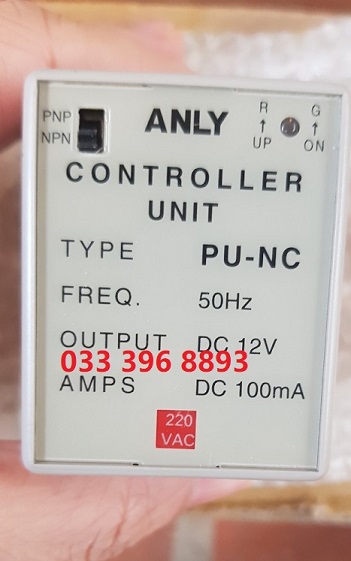 PNP
NPN
ANLY
R G
↑ ↑
UP ON
CONTROLLER
UNIT
TYPE PU-NC
FREQ. 50Hz
OUTPUT DC 12V
033 396 8893
AMPS DC 100mA
220
VAC